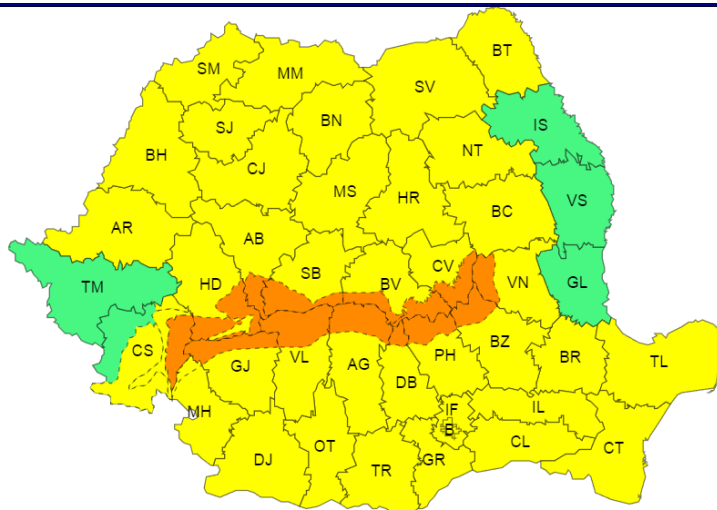 BT
SM
MM
SV
IS
SJ
BN
NT
BH
CJ
MS
HR
VS
BC
AR
AB
CV
SB
TM
HD
BV
VN
GL
CS
GJ
VL
AG
PH
BZ
BR
TL
DB
MH
IF
IL
B
CL
OT
CT
DJ
TR
GR